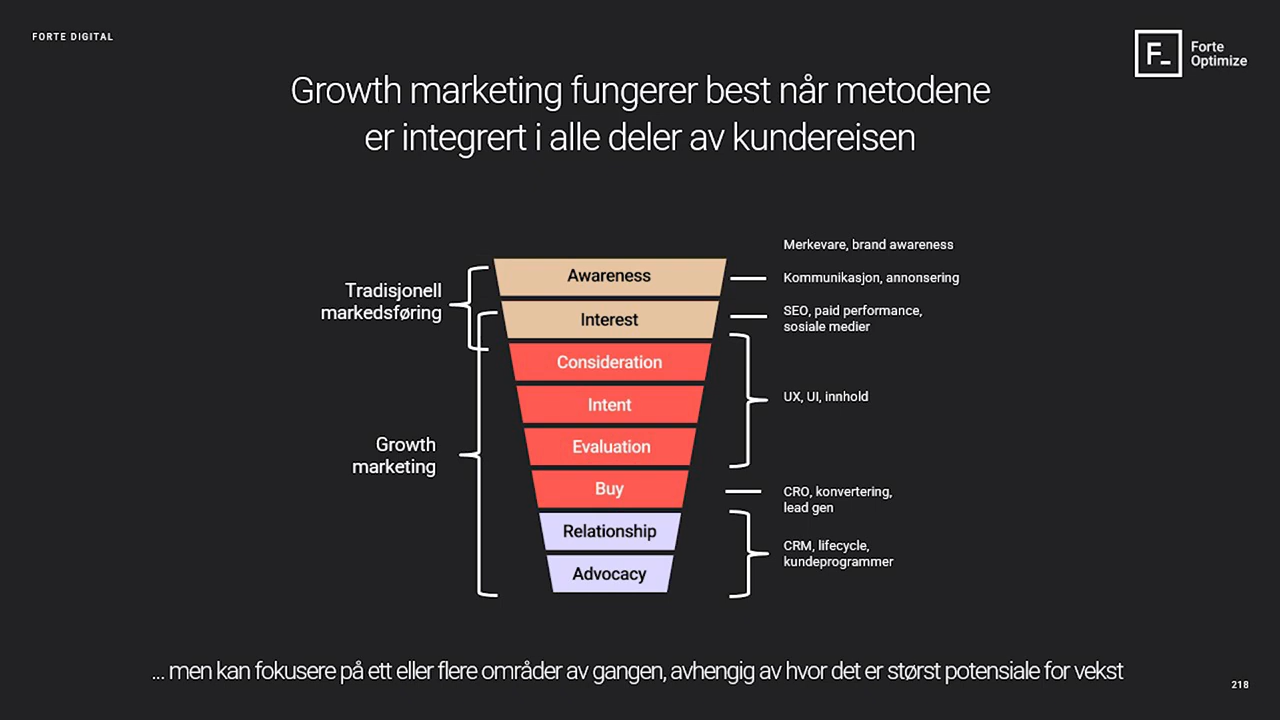 FORTE DIGITAL
F_
Forte
Optimize
Growth marketing fungerer best når metodene
er integrert i alle deler av kundereisen
Tradisjonell
markedsføring
Growth
marketing
Awareness
Interest
Consideration
Intent
Evaluation
Buy
Relationship
Advocacy
Merkevare, brand awareness
Kommunikasjon, annonsering
SEO, paid performance,
sosiale medier
UX, UI, innhold
CRO, konvertering,
lead gen
CRM, lifecycle,
kundeprogrammer
... men kan fokusere på ett eller flere områder av gangen, avhengig av hvor det er størst potensiale for vekst
218